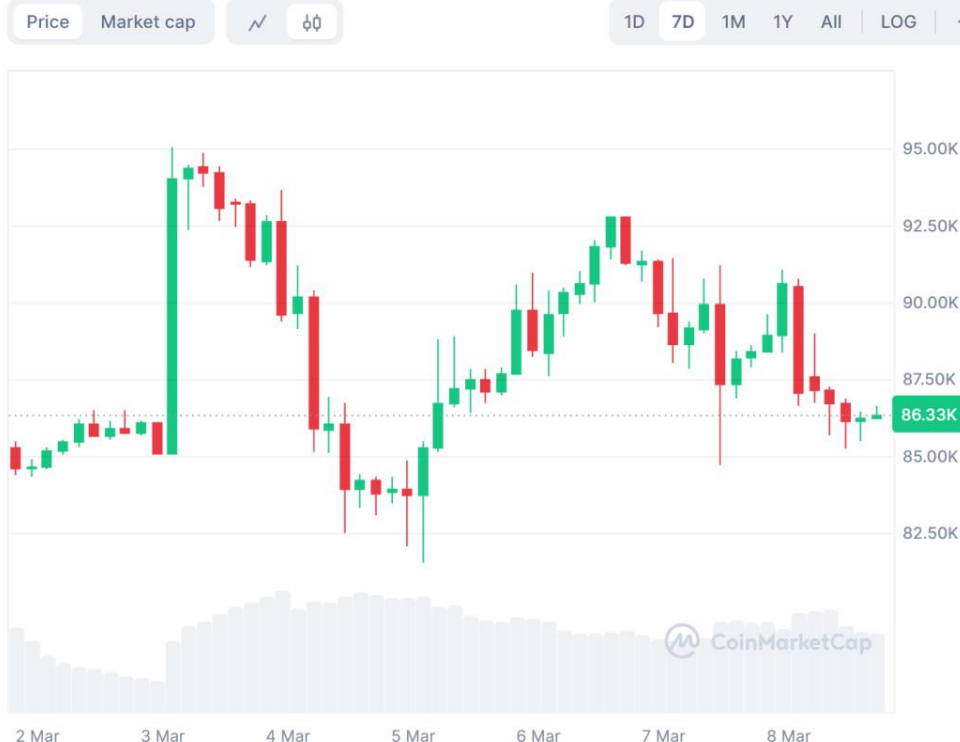 Price Market cap 1D 7D 1M 1Y All LOG
95.00K
92.50K
90.00K
87.50K
86.33K
85.00K
82.50K
CoinMarketCap
2 Mar 3 Mar 4 Mar 5 Mar 6 Mar 7 Mar 8 Mar